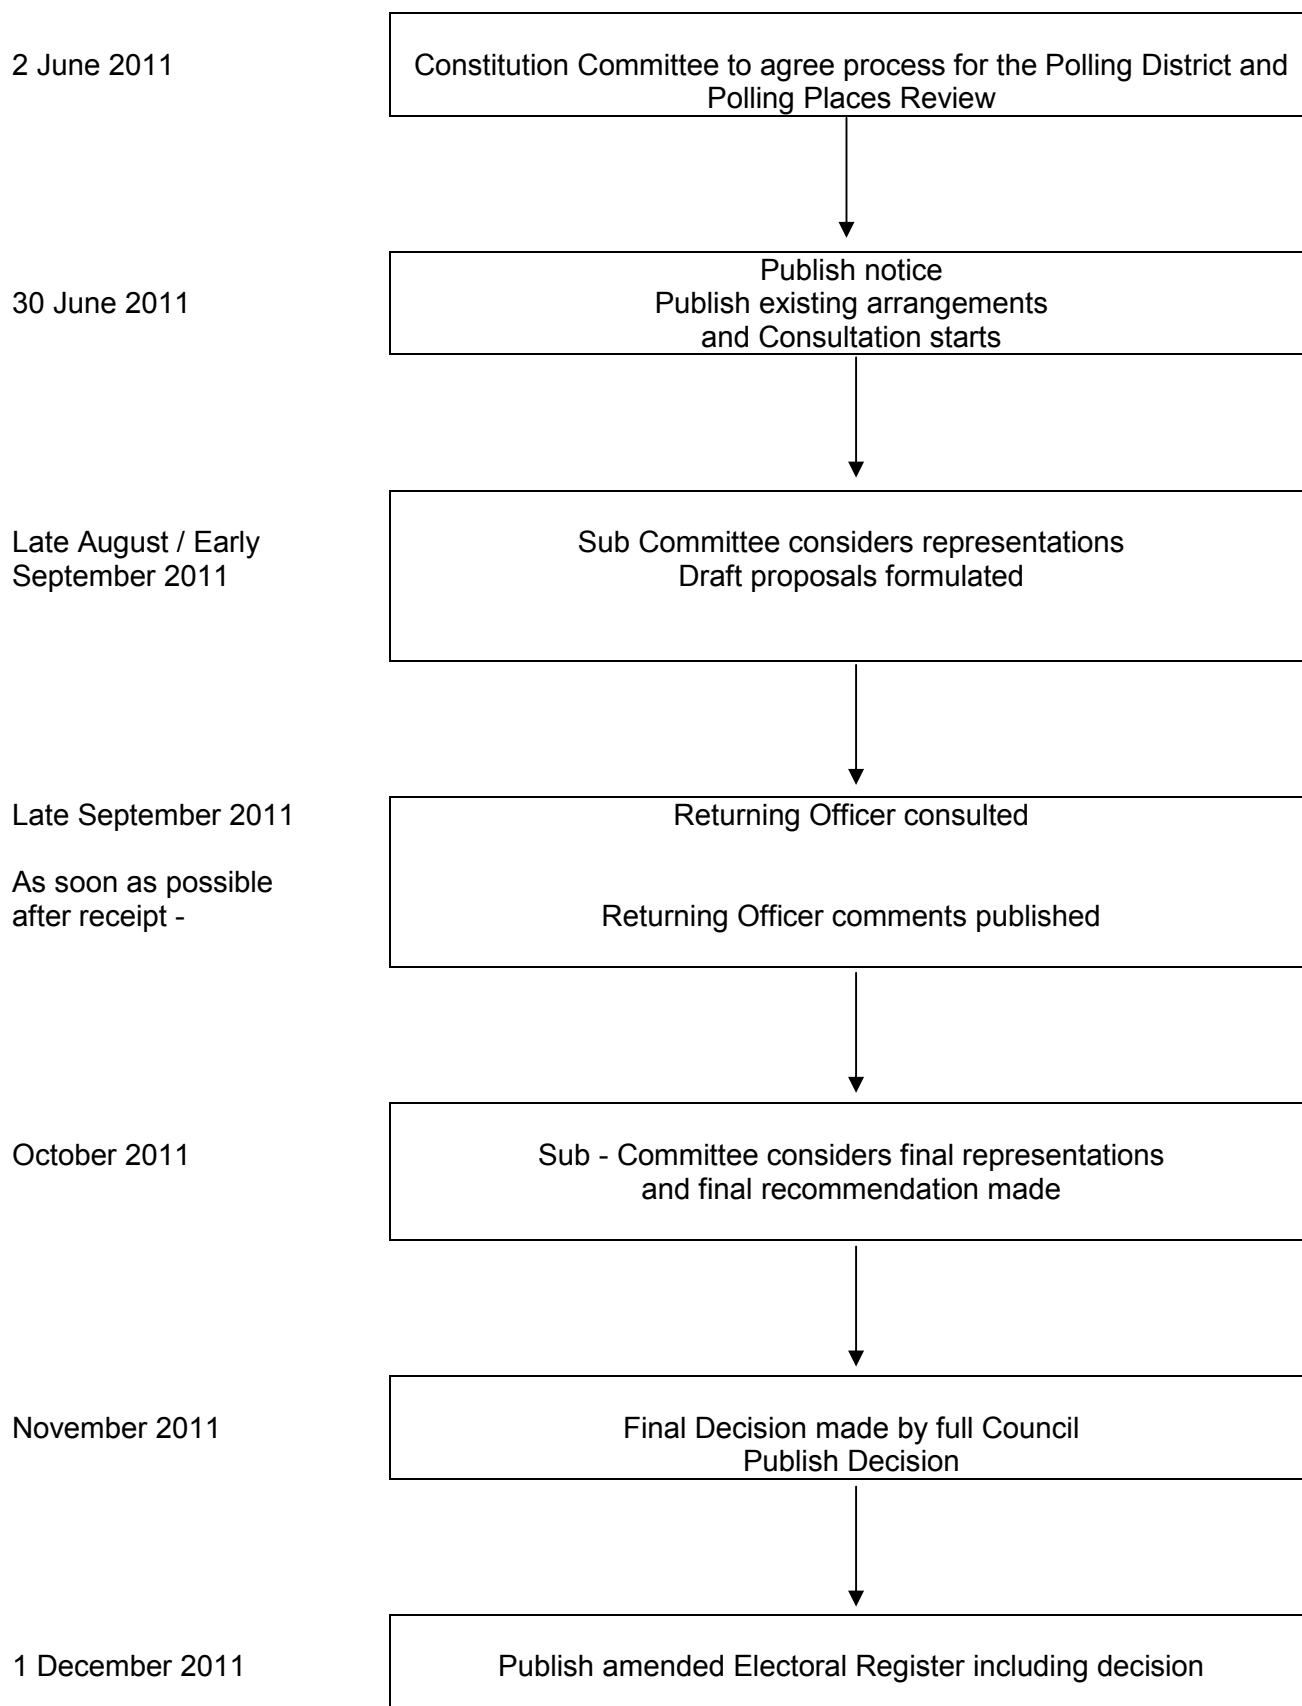 2 June 2011
Constitution Committee to agree process for the Polling District and
Polling Places Review
30 June 2011
Publish notice
Publish existing arrangements
and Consultation starts
Late August / Early
September 2011
Sub Committee considers representations
Draft proposals formulated
Late September 2011
Returning Officer consulted
As soon as possible
after receipt -
Returning Officer comments published
October 2011
Sub - Committee considers final representations
and final recommendation made
November 2011
Final Decision made by full Council
Publish Decision
1 December 2011
Publish amended Electoral Register including decision